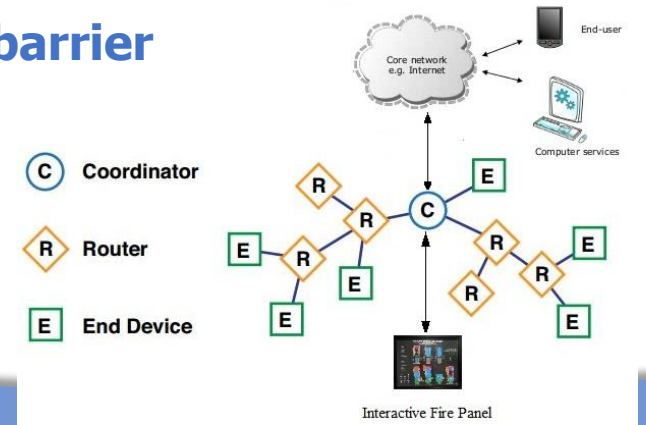 barrier
End-user
Core network
e.g. Internet
Computer services
C Coordinator
R Router
E End Device
E
R
R
C
E
R
E
E
R
R
R
E
E
E
Interactive Fire Panel